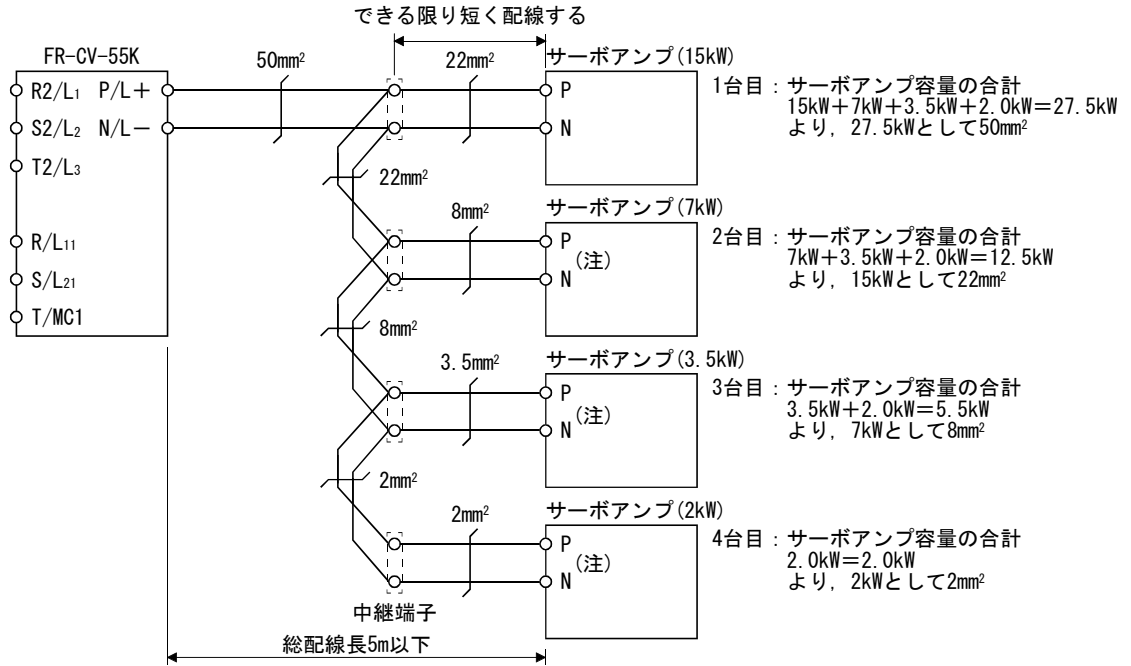 できる限り短く配線する
FR-CV-55K
50mm²
22mm²
サーボアンプ(15kW)
R2/L1 P/L+
S2/L2 N/L-
T2/L3
R/L11
S/L21
T/MC1
P
N
1台目：サーボアンプ容量の合計
15kW+7kW+3.5kW+2.0kW=27.5kW
より, 27.5kWとして50mm²
22mm²
8mm²
サーボアンプ(7kW)
P
(注)
N
2台目：サーボアンプ容量の合計
7kW+3.5kW+2.0kW=12.5kW
より, 15kWとして22mm²
8mm²
3.5mm²
サーボアンプ(3.5kW)
P
(注)
N
3台目：サーボアンプ容量の合計
3.5kW+2.0kW=5.5kW
より, 7kWとして8mm²
2mm²
2mm²
サーボアンプ(2kW)
P
(注)
N
4台目：サーボアンプ容量の合計
2.0kW=2.0kW
より, 2kWとして2mm²
中継端子
総配線長5m以下